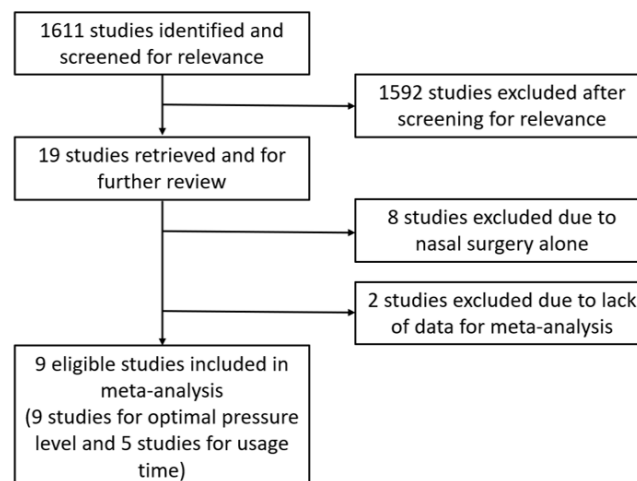 1611 studies identified and
screened for relevance
1592 studies excluded after
screening for relevance
19 studies retrieved and for
further review
8 studies excluded due to
nasal surgery alone
2 studies excluded due to lack
of data for meta-analysis
9 eligible studies included in
meta-analysis
(9 studies for optimal pressure
level and 5 studies for usage
time)